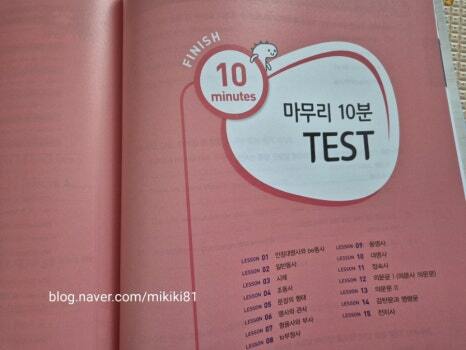 FINISH
10
minutes
마무리 10분
TEST
LESSON 01 인칭대명사와 be동사
LESSON 02 일반동사
LESSON 03 시제
LESSON 04 조동사
LESSON 05 문장의 형태
LESSON 06 명사와 관사
LESSON 07 형용사와 부사
LESSON 08 to부정사
LESSON 09 동명사
LESSON 10 대명사
LESSON 11 접속사
LESSON 12 의문문 I (의문사 의문문)
LESSON 13 의문문 II
LESSON 14 감탄문과 명령문
LESSON 15 전치사
blog.naver.com/mikiki81